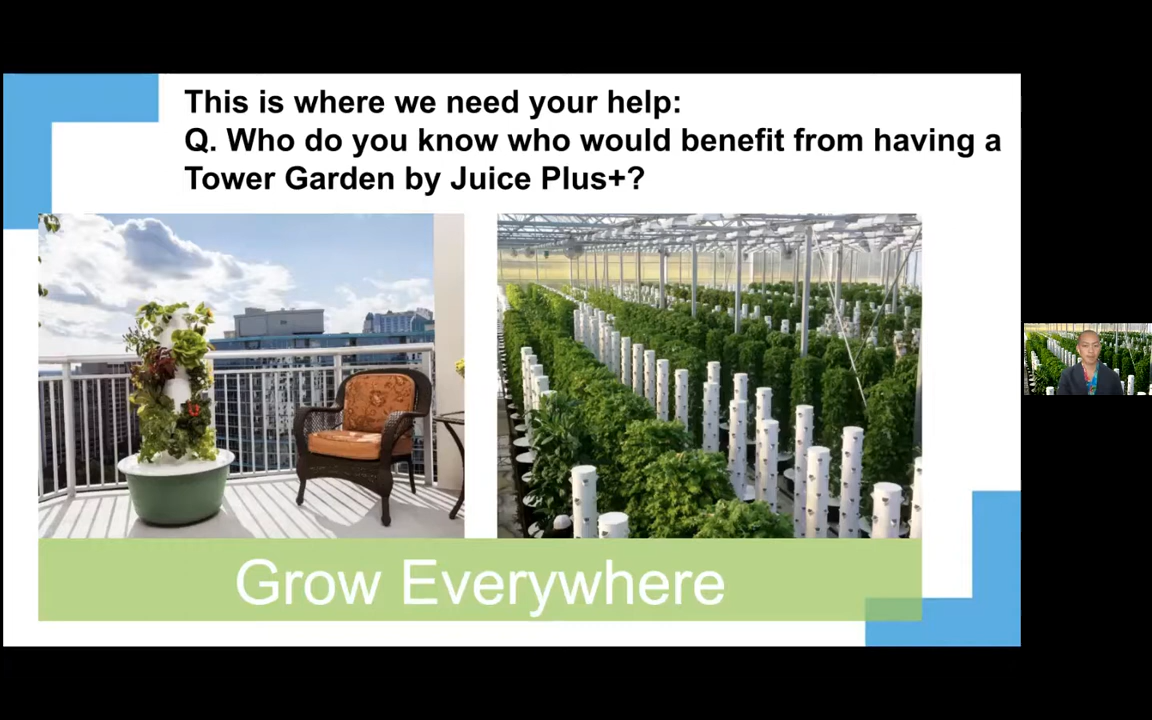 This is where we need your help:
Q. Who do you know who would benefit from having a
Tower Garden by Juice Plus+?
Grow Everywhere